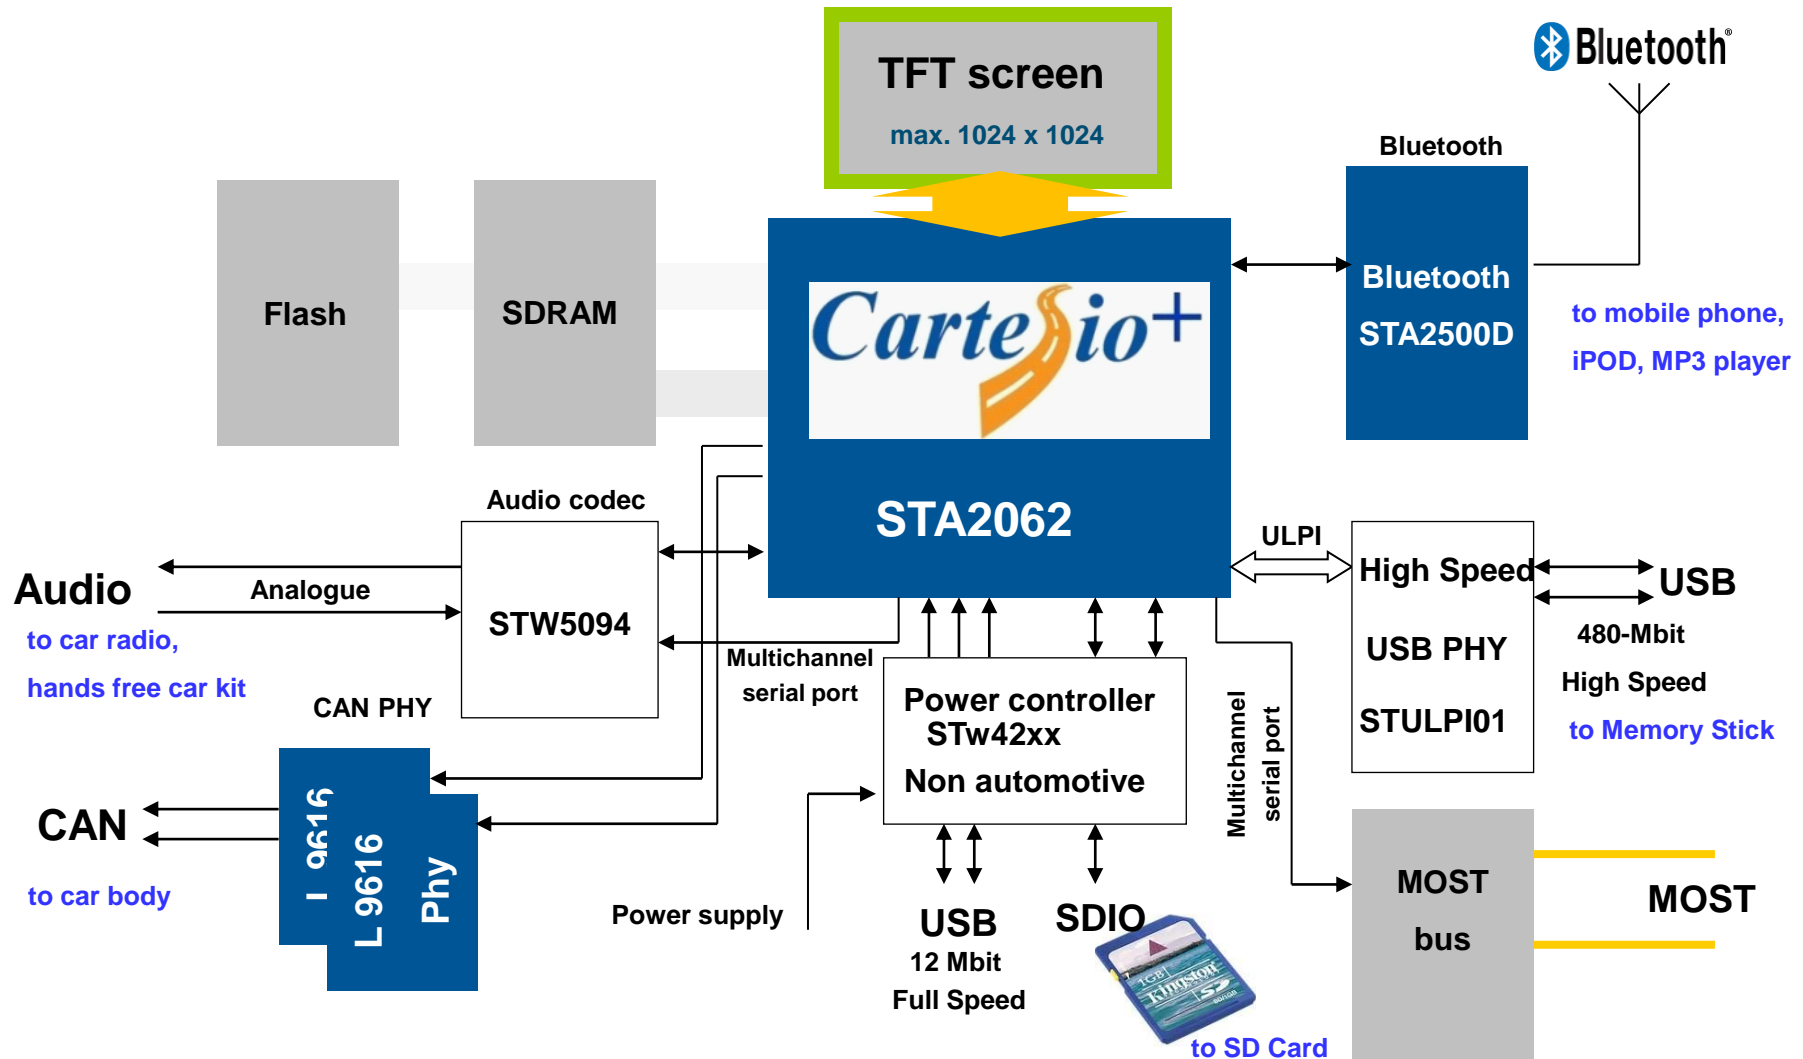 TFT screen
max. 1024 x 1024
Bluetooth®
Bluetooth
Bluetooth
STA2500D
to mobile phone,
iPOD, MP3 player
Flash
SDRAM
Cartesio+
STA2062
Audio codec
STW5094
Audio
Analogue
to car radio,
hands free car kit
Multichannel
serial port
ULPI
High Speed
USB PHY
STULPI01
USB
480-Mbit
High Speed
to Memory Stick
CAN PHY
CAN
to car body
L 9616
L 9616
Phy
Power controller
STw42xx
Non automotive
Power supply
USB
12 Mbit
Full Speed
SDIO
1GB
Kingston
to SD Card
Multichannel
serial port
MOST
bus
MOST